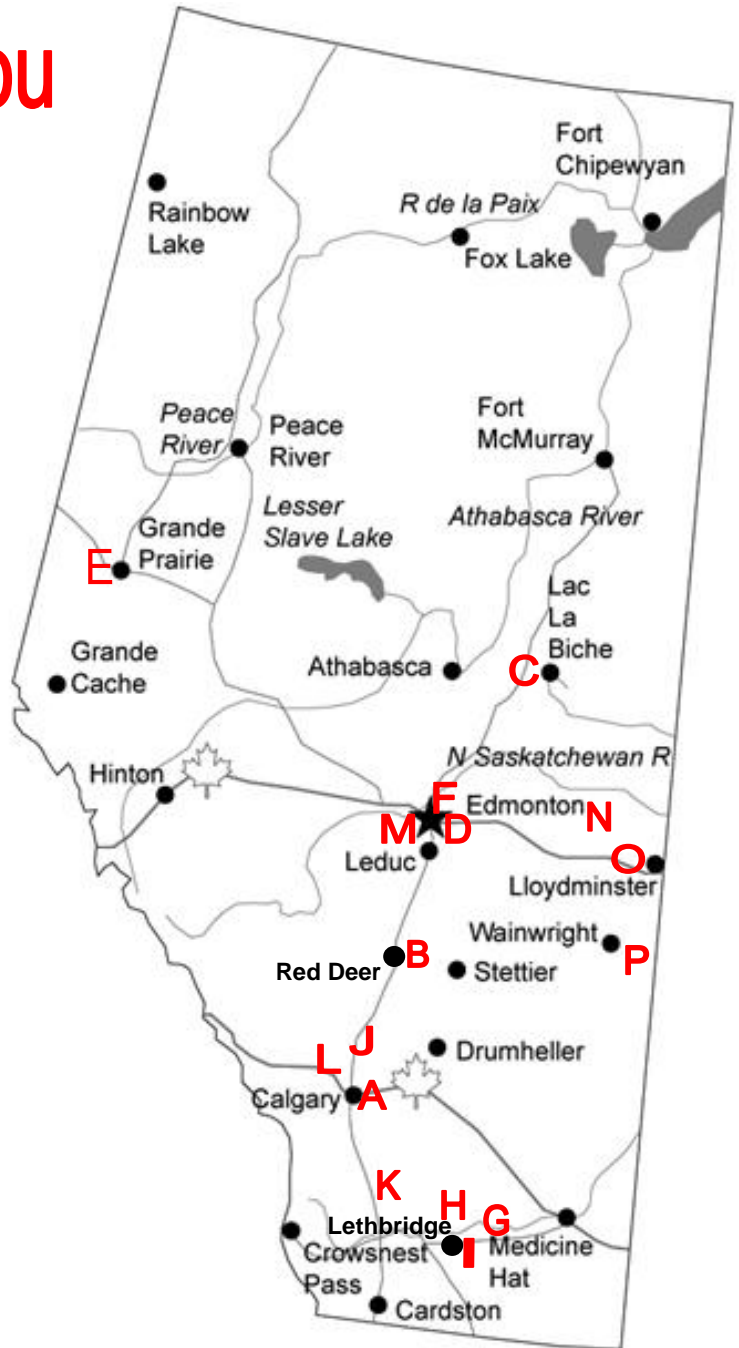 ou
Fort
Chipewyan
Rainbow
Lake
R de la Paix
Fox Lake
Peace
River
Peace
River
Fort
McMurray
Lesser
Slave Lake
Athabasca River
Grande
Prairie
E
Lac
La
Biche
Grande
Cache
Athabasca
C
N Saskatchewan R
Hinton
F
Edmonton
N
M
D
Leduc
O
Lloydminster
Wainwright
P
B
Red Deer
Stettier
J
L
Drumheller
Calgary
A
K
H
G
Lethbridge
I
Medicine
Hat
Crowsnest
Pass
Cardston